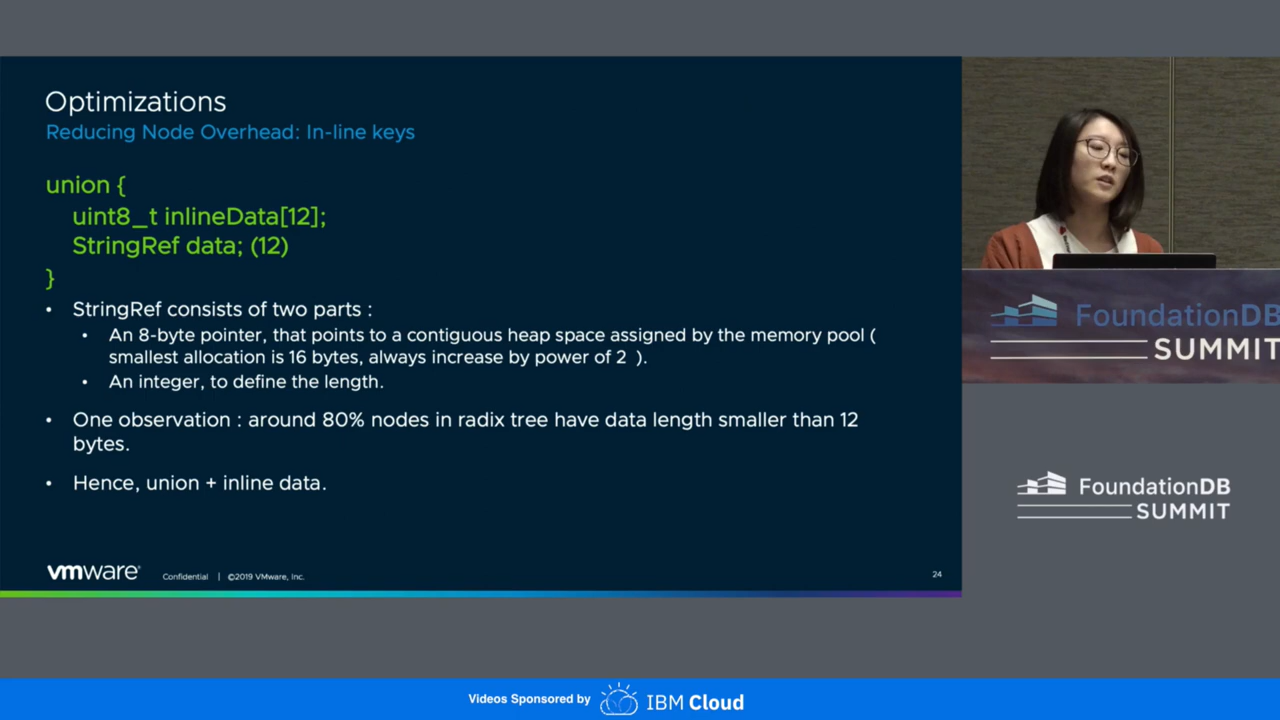 Optimizations
Reducing Node Overhead: In-line keys
union {
uint8_t inlineData[12];
StringRef data; (12)
}
• StringRef consists of two parts :
• An 8-byte pointer, that points to a contiguous heap space assigned by the memory pool (
smallest allocation is 16 bytes, always increase by power of 2 ).
• An integer, to define the length.
• One observation : around 80% nodes in radix tree have data length smaller than 12
bytes.
• Hence, union + inline data.
vmware Confidential | ©2019 VMware, Inc.
24
FoundationDB
SUMMIT
FoundationDB
SUMMIT
Videos Sponsored by IBM Cloud